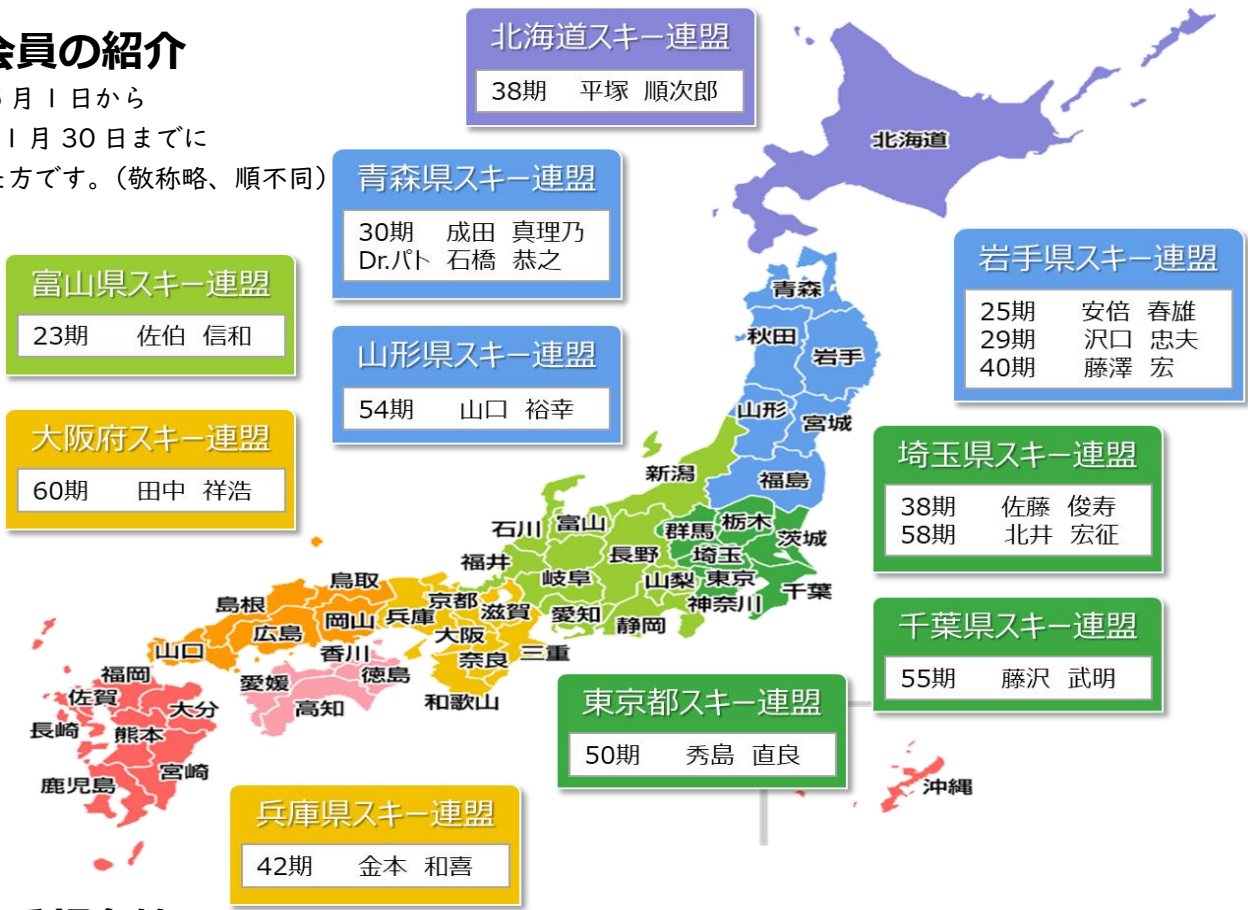 会員の紹介
月1日から
1月30日までに
た方です。（敬称略、順不同）
北海道スキー連盟
38期 平塚 順次郎
青森県スキー連盟
30期 成田 真理乃
Dr.パト 石橋 恭之
岩手県スキー連盟
25期 安倍 春雄
29期 沢口 忠夫
40期 藤澤 宏
富山県スキー連盟
23期 佐伯 信和
山形県スキー連盟
54期 山口 裕幸
大阪府スキー連盟
60期 田中 祥浩
埼玉県スキー連盟
38期 佐藤 俊寿
58期 北井 宏征
千葉県スキー連盟
55期 藤沢 武明
東京都スキー連盟
50期 秀島 直良
兵庫県スキー連盟
42期 金本 和喜
北海道
青森
秋田
岩手
山形
宮城
新潟
福島
石川
富山
群馬
栃木
茨城
福井
長野
埼玉
岐阜
山梨
東京
千葉
愛知
静岡
神奈川
鳥取
島根
岡山
兵庫
京都
滋賀
広島
大阪
山口
香川
奈良
三重
愛媛
徳島
高知
和歌山
福岡
佐賀
大分
長崎
熊本
宮崎
鹿児島
沖縄